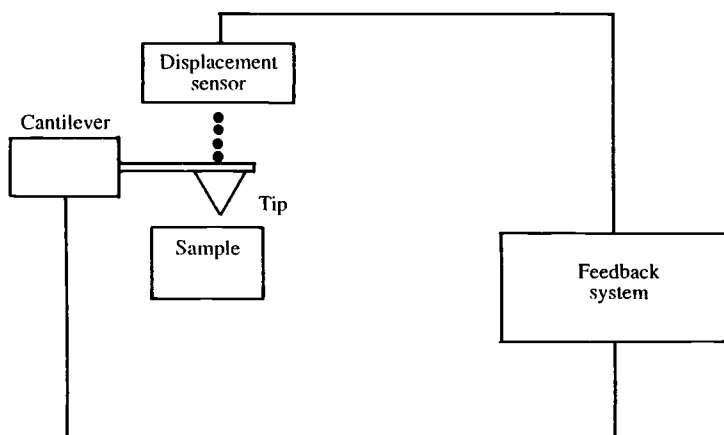 Displacement
sensor
Cantilever
Tip
Sample
Feedback
system